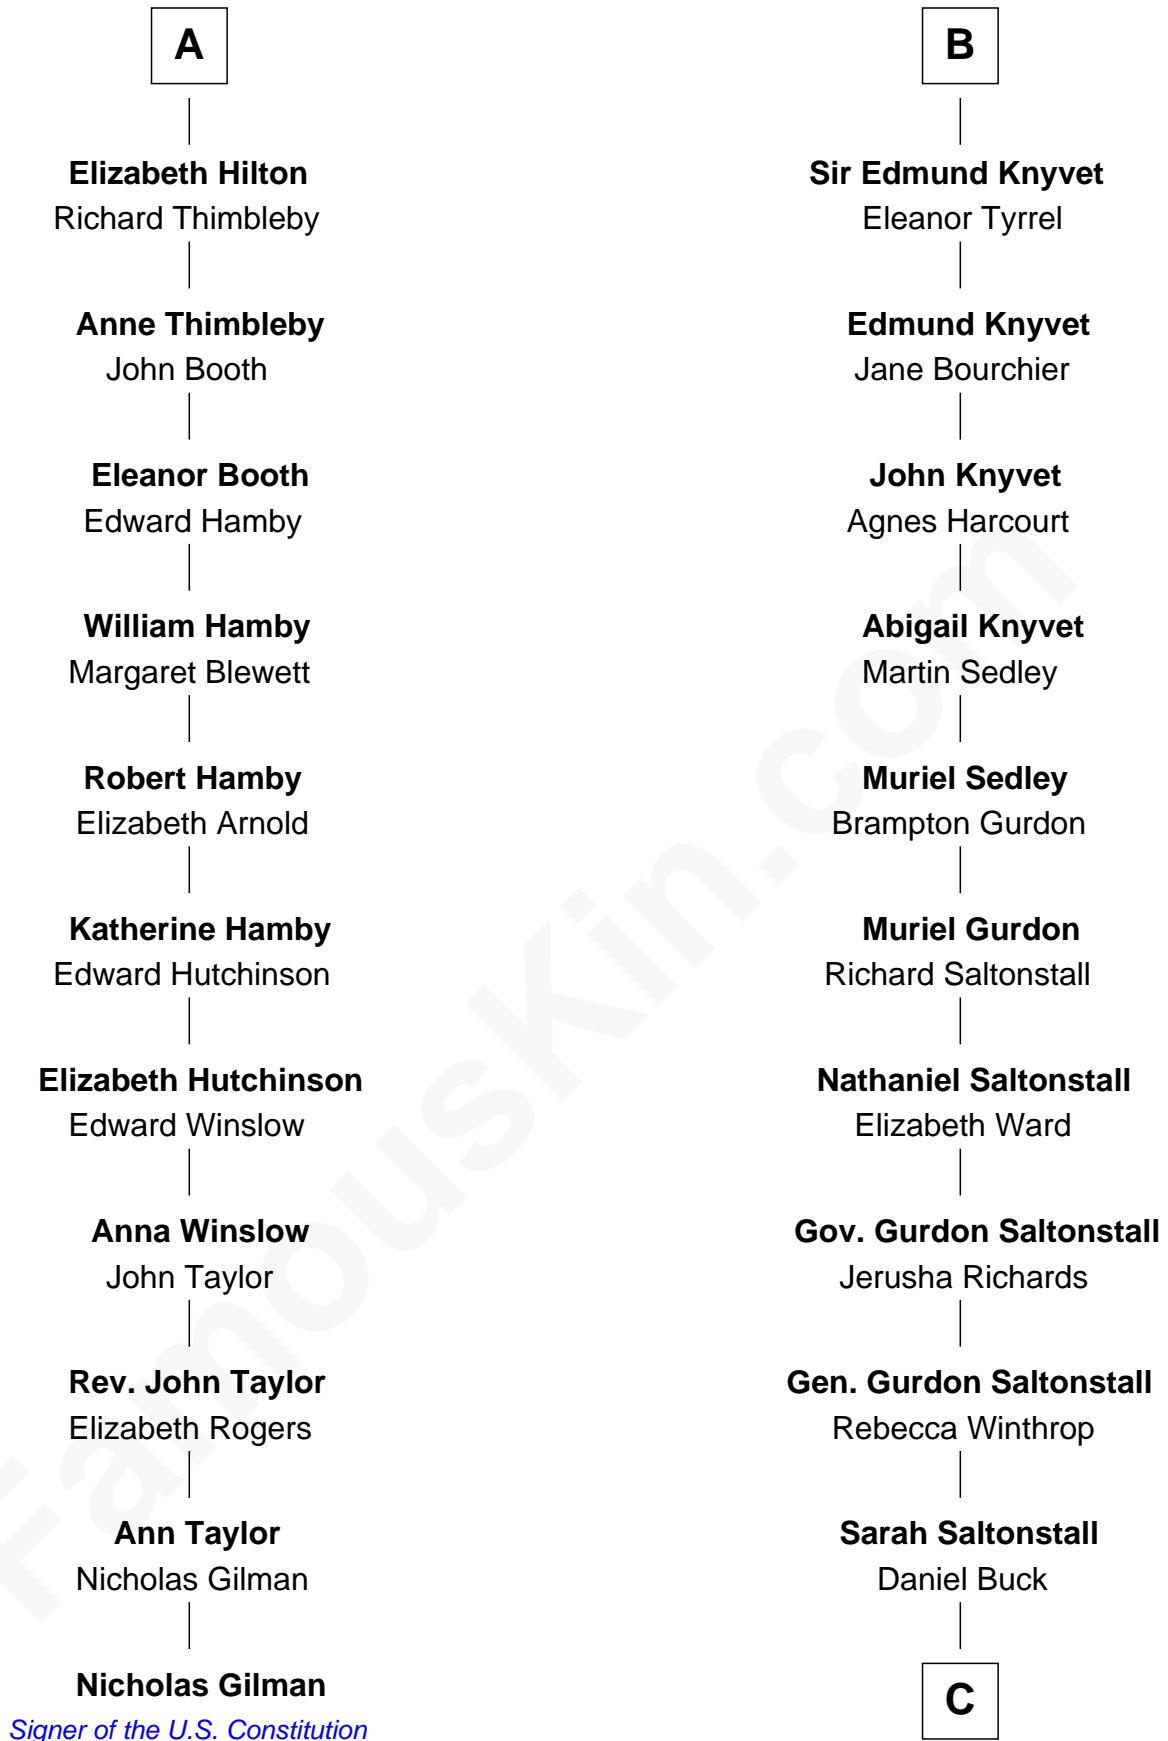 A
Elizabeth Hilton
Richard Thimbleby
Anne Thimbleby
John Booth
Eleanor Booth
Edward Hamby
William Hamby
Margaret Blewett
Robert Hamby
Elizabeth Arnold
Katherine Hamby
Edward Hutchinson
Elizabeth Hutchinson
Edward Winslow
Anna Winslow
John Taylor
Rev. John Taylor
Elizabeth Rogers
Ann Taylor
Nicholas Gilman
Nicholas Gilman
Signer of the U.S. Constitution
B
Sir Edmund Knyvet
Eleanor Tyrrel
Edmund Knyvet
Jane Bourchier
John Knyvet
Agnes Harcourt
Abigail Knyvet
Martin Sedley
Muriel Sedley
Brampton Gurdon
Muriel Gurdon
Richard Saltonstall
Nathaniel Saltonstall
Elizabeth Ward
Gov. Gurdon Saltonstall
Jerusha Richards
Gen. Gurdon Saltonstall
Rebecca Winthrop
Sarah Saltonstall
Daniel Buck
C
FamousKin.com